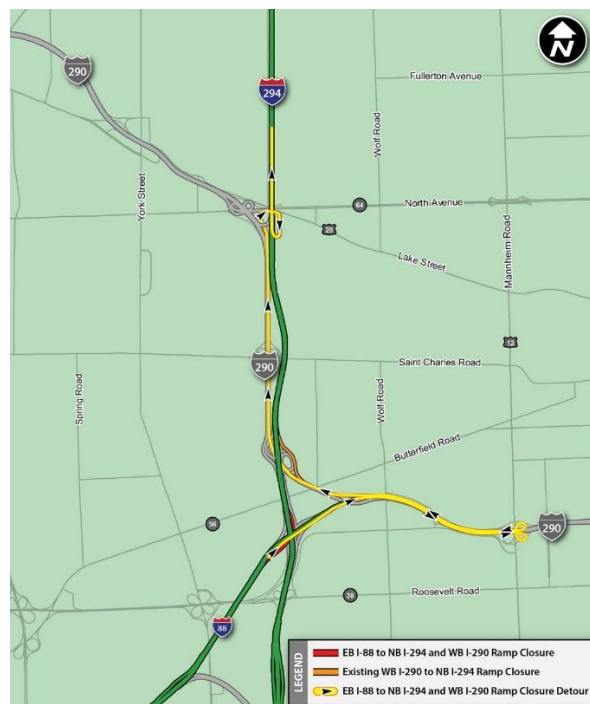 N
290
Fullerton Avenue
294
Wolf Road
York Street
64
North Avenue
20
Mannheim Road
Lake Street
12
Saint Charles Road
290
Spring Road
Wolf Road
Butterfield Road
56
290
Roosevelt Road
38
88
LEGEND
EB I-88 to NB I-294 and WB I-290 Ramp Closure
Existing WB I-290 to NB I-294 Ramp Closure
EB I-88 to NB I-294 and WB I-290 Ramp Closure Detour